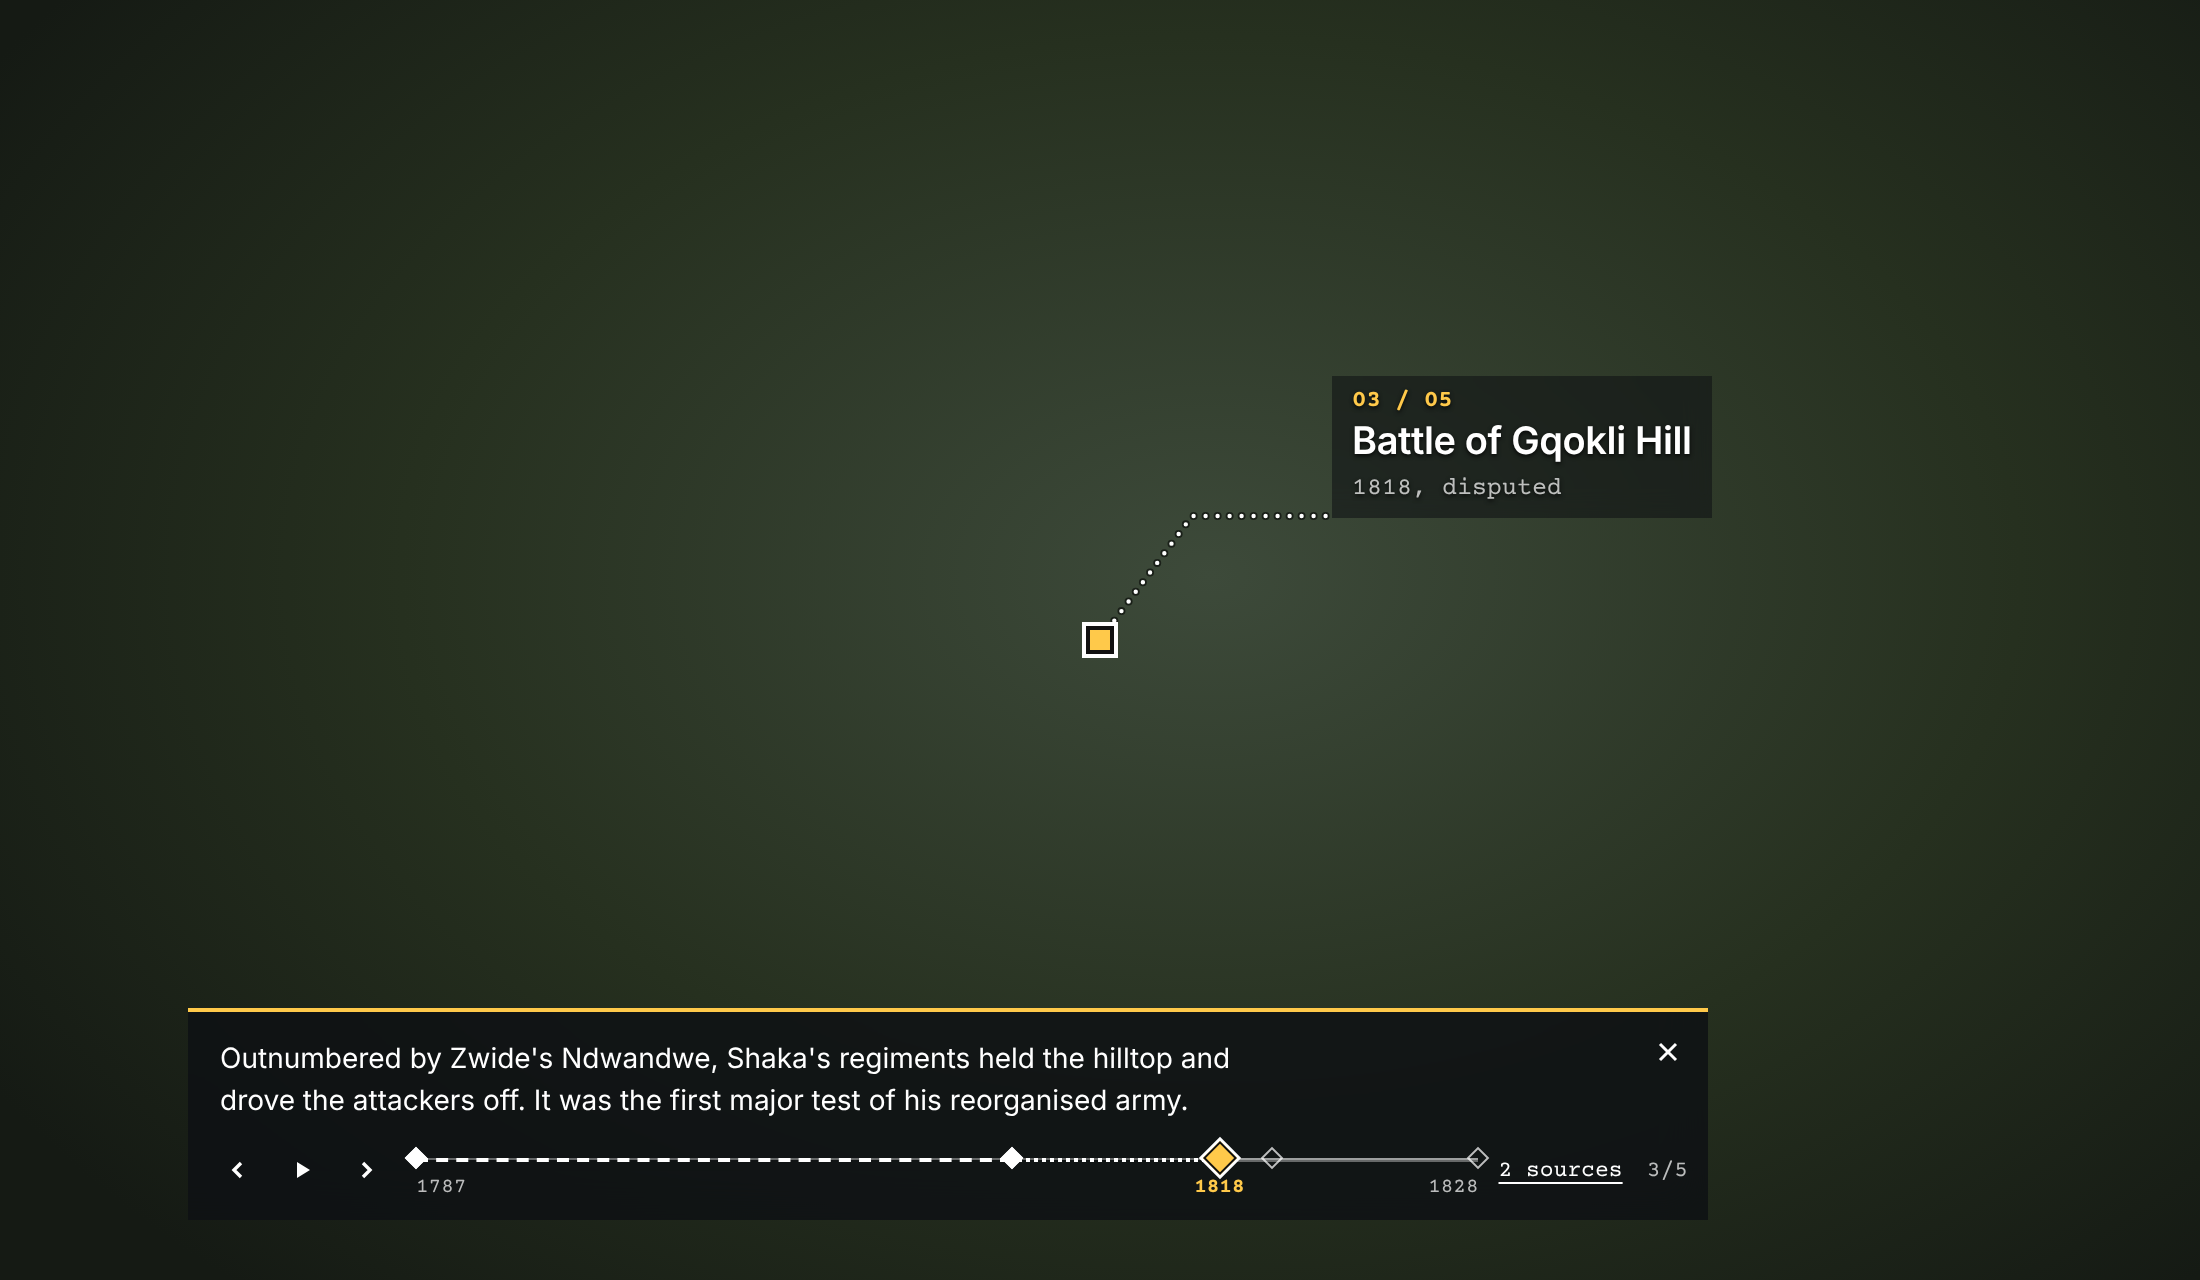 03 / 05
Battle of Gqokli Hill
1818, disputed
Outnumbered by Zwide's Ndwandwe, Shaka's regiments held the hilltop and
drove the attackers off. It was the first major test of his reorganised army.
1787
1818
1828
2 sources
3/5